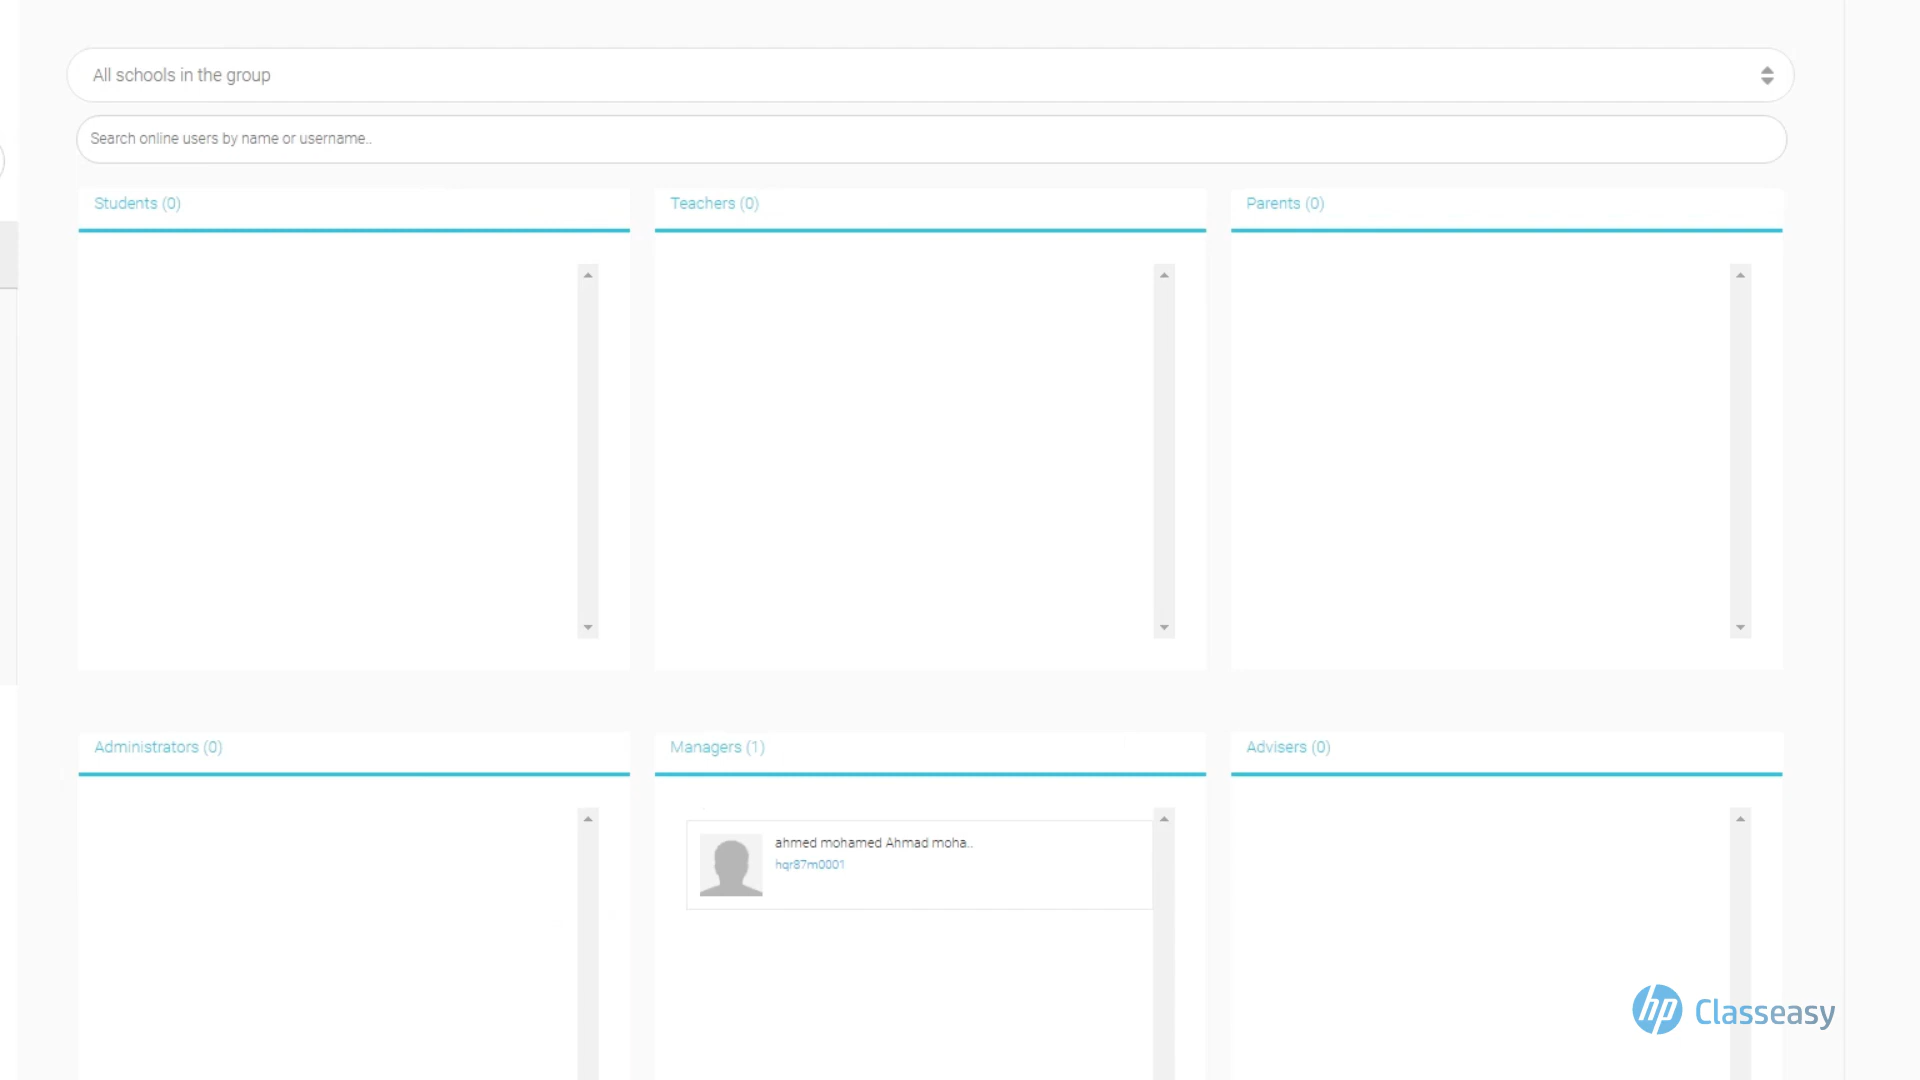 All schools in the group
Search online users by name or username..
Students (0)
Teachers (0)
Parents (0)
Administrators (0)
Managers (1)
Advisers (0)
ahmed mohamed Ahmad moha..
hqr87m0001
hp Classeasy